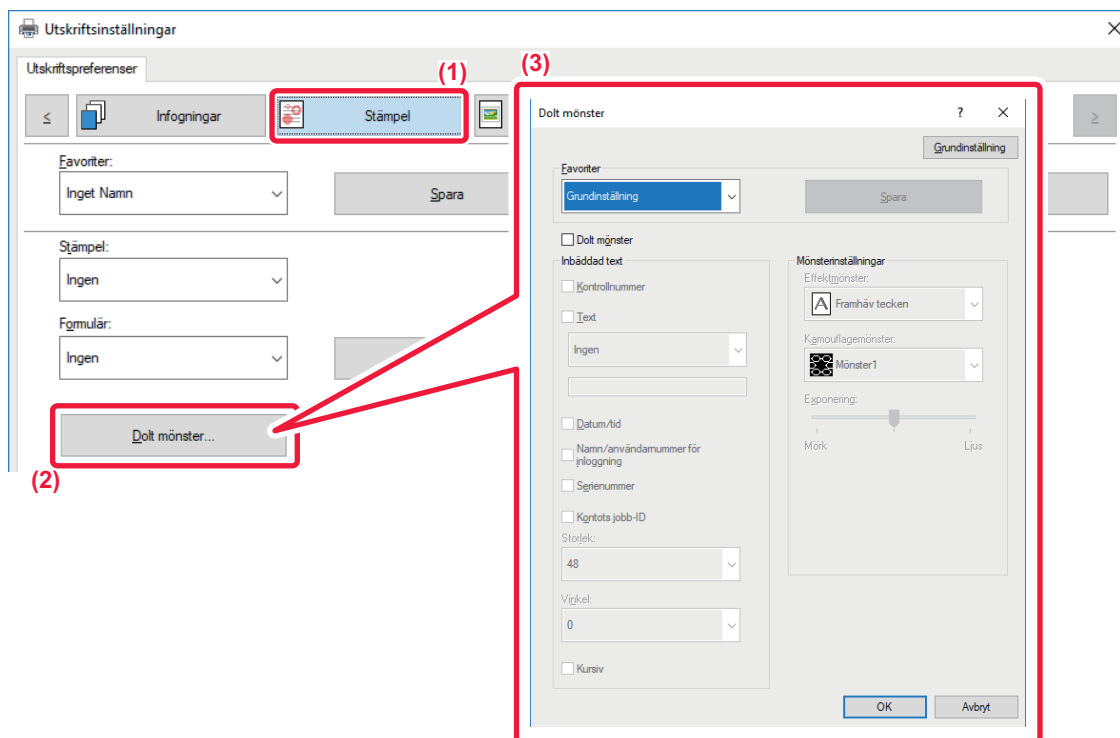 Utskriftsinställningar
Utskriftspreferenser
(1)
(3)
<
Infogningar
Stämpel
>
Favoriter:
Inget Namn
Spara
Stämpel:
Ingen
Formulär:
Ingen
Dolt mönster...
(2)
Dolt mönster
?
Grundinställning
Favoriter
Grundinställning
Spara
Dolt mönster
Inbäddad text
Kontrollnummer
Text
Ingen
Datum/tid
Namn/användarnummer för
inloggning
Serienummer
Kontots jobb-ID
Storlek:
48
Vinkel:
0
Kursiv
Mönsterinställningar
Effektmönster:
A Framhäv tecken
Kamouflagemönster:
Mönster1
Exponering:
Mörk Ljus
OK Avbryt